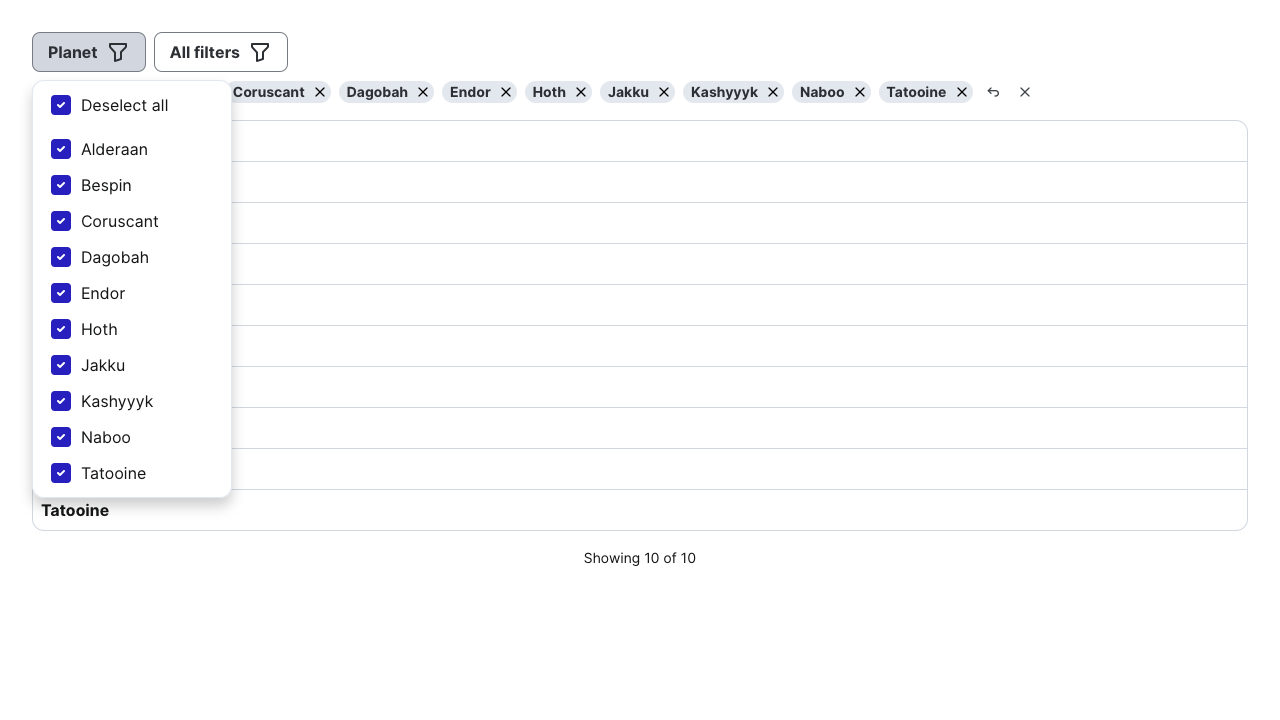 Planet All filters
Coruscant Dagobah Endor Hoth Jakku Kashyyyk Naboo Tatooine
Deselect all
Alderaan
Bespin
Coruscant
Dagobah
Endor
Hoth
Jakku
Kashyyyk
Naboo
Tatooine
Tatooine
Showing 10 of 10